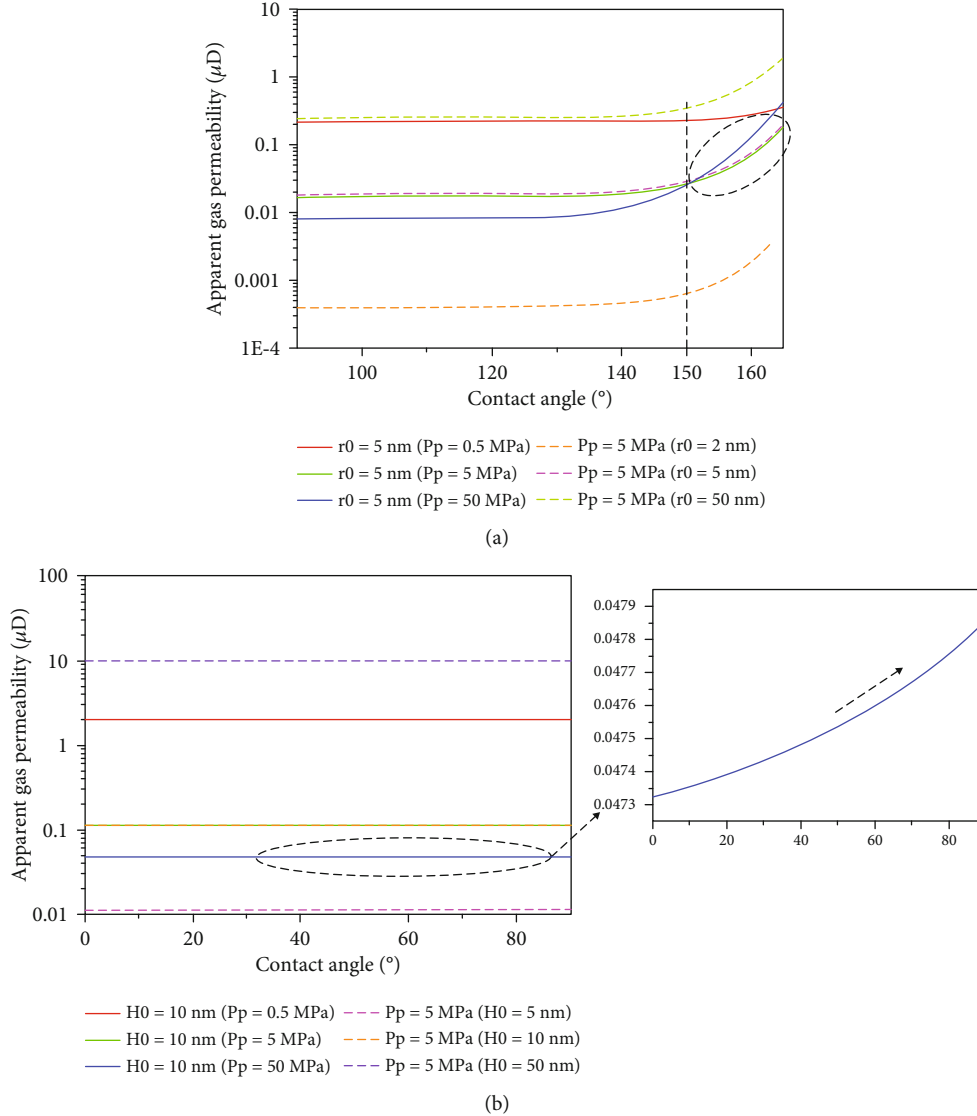 10
1
0.1
0.01
0.001
1E-4
Apparent gas permeability (μD)
100 120 140 150 160
Contact angle (°)
r0 = 5 nm (Pp = 0.5 MPa) Pp = 5 MPa (r0 = 2 nm)
r0 = 5 nm (Pp = 5 MPa) Pp = 5 MPa (r0 = 5 nm)
r0 = 5 nm (Pp = 50 MPa) Pp = 5 MPa (r0 = 50 nm)
(a)
100
10
1
0.1
0.01
Apparent gas permeability (μD)
0 20 40 60 80
Contact angle (°)
0.0479
0.0478
0.0477
0.0476
0.0475
0.0474
0.0473
0 20 40 60 80
H0 = 10 nm (Pp = 0.5 MPa) Pp = 5 MPa (H0 = 5 nm)
H0 = 10 nm (Pp = 5 MPa) Pp = 5 MPa (H0 = 10 nm)
H0 = 10 nm (Pp = 50 MPa) Pp = 5 MPa (H0 = 50 nm)
(b)